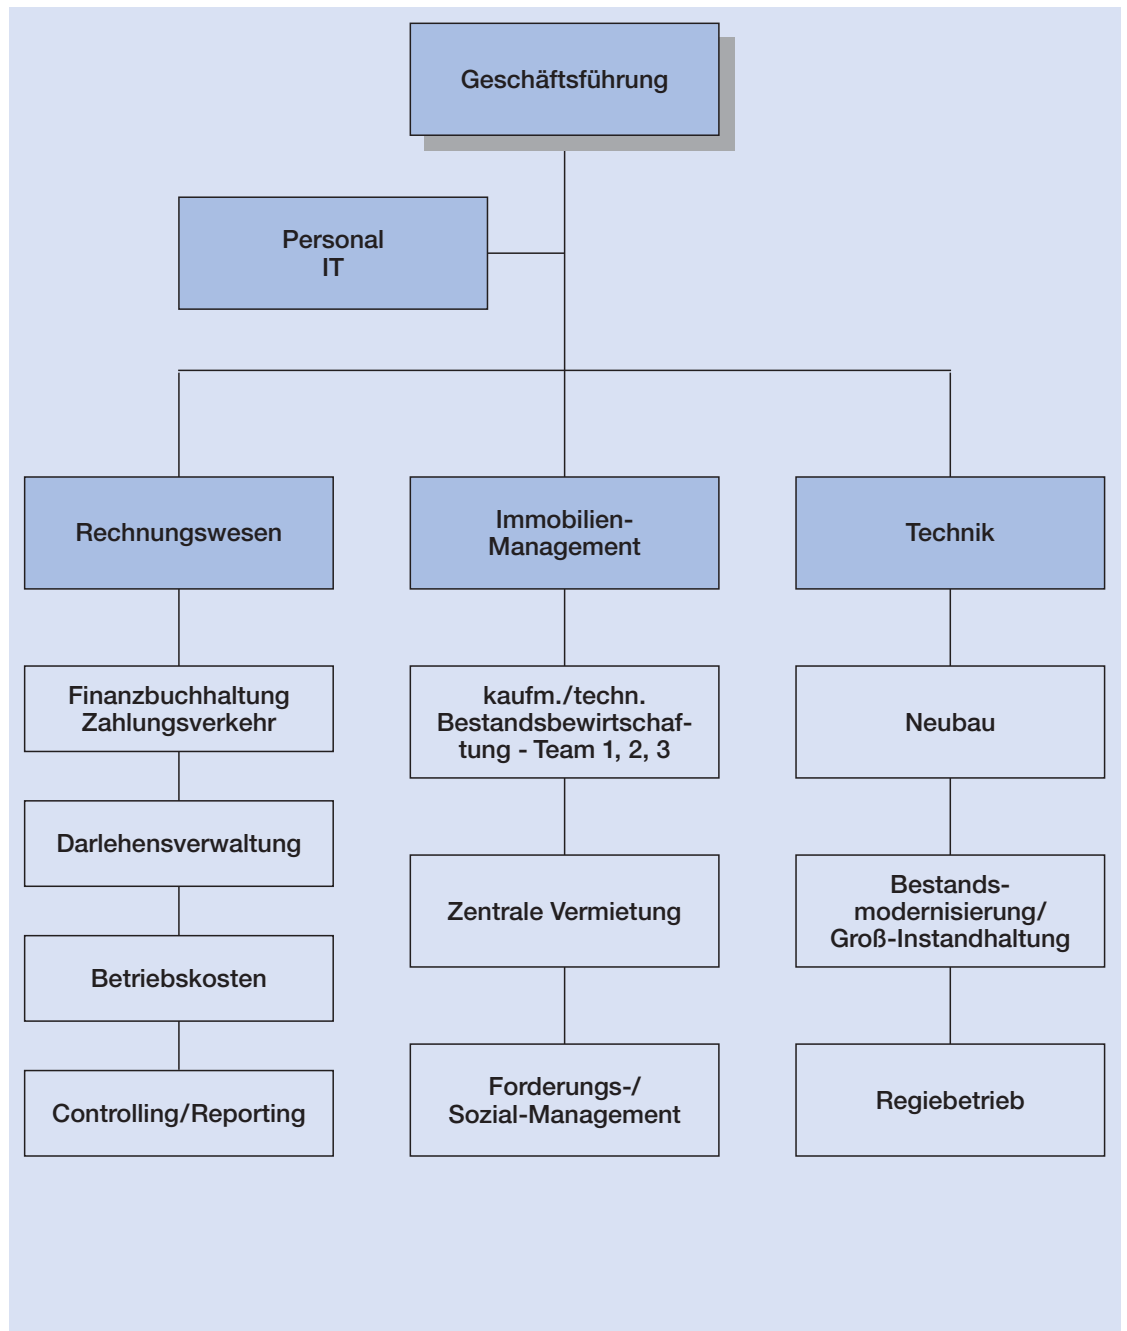 Geschäftsführung
Personal
IT
Rechnungswesen
Immobilien-
Management
Technik
Finanzbuchhaltung
Zahlungsverkehr
kaufm./techn.
Bestandsbewirtschaf-
tung - Team 1, 2, 3
Neubau
Darlehensverwaltung
Zentrale Vermietung
Bestands-
modernisierung/
Groß-Instandhaltung
Betriebskosten
Controlling/Reporting
Forderungs-/
Sozial-Management
Regiebetrieb